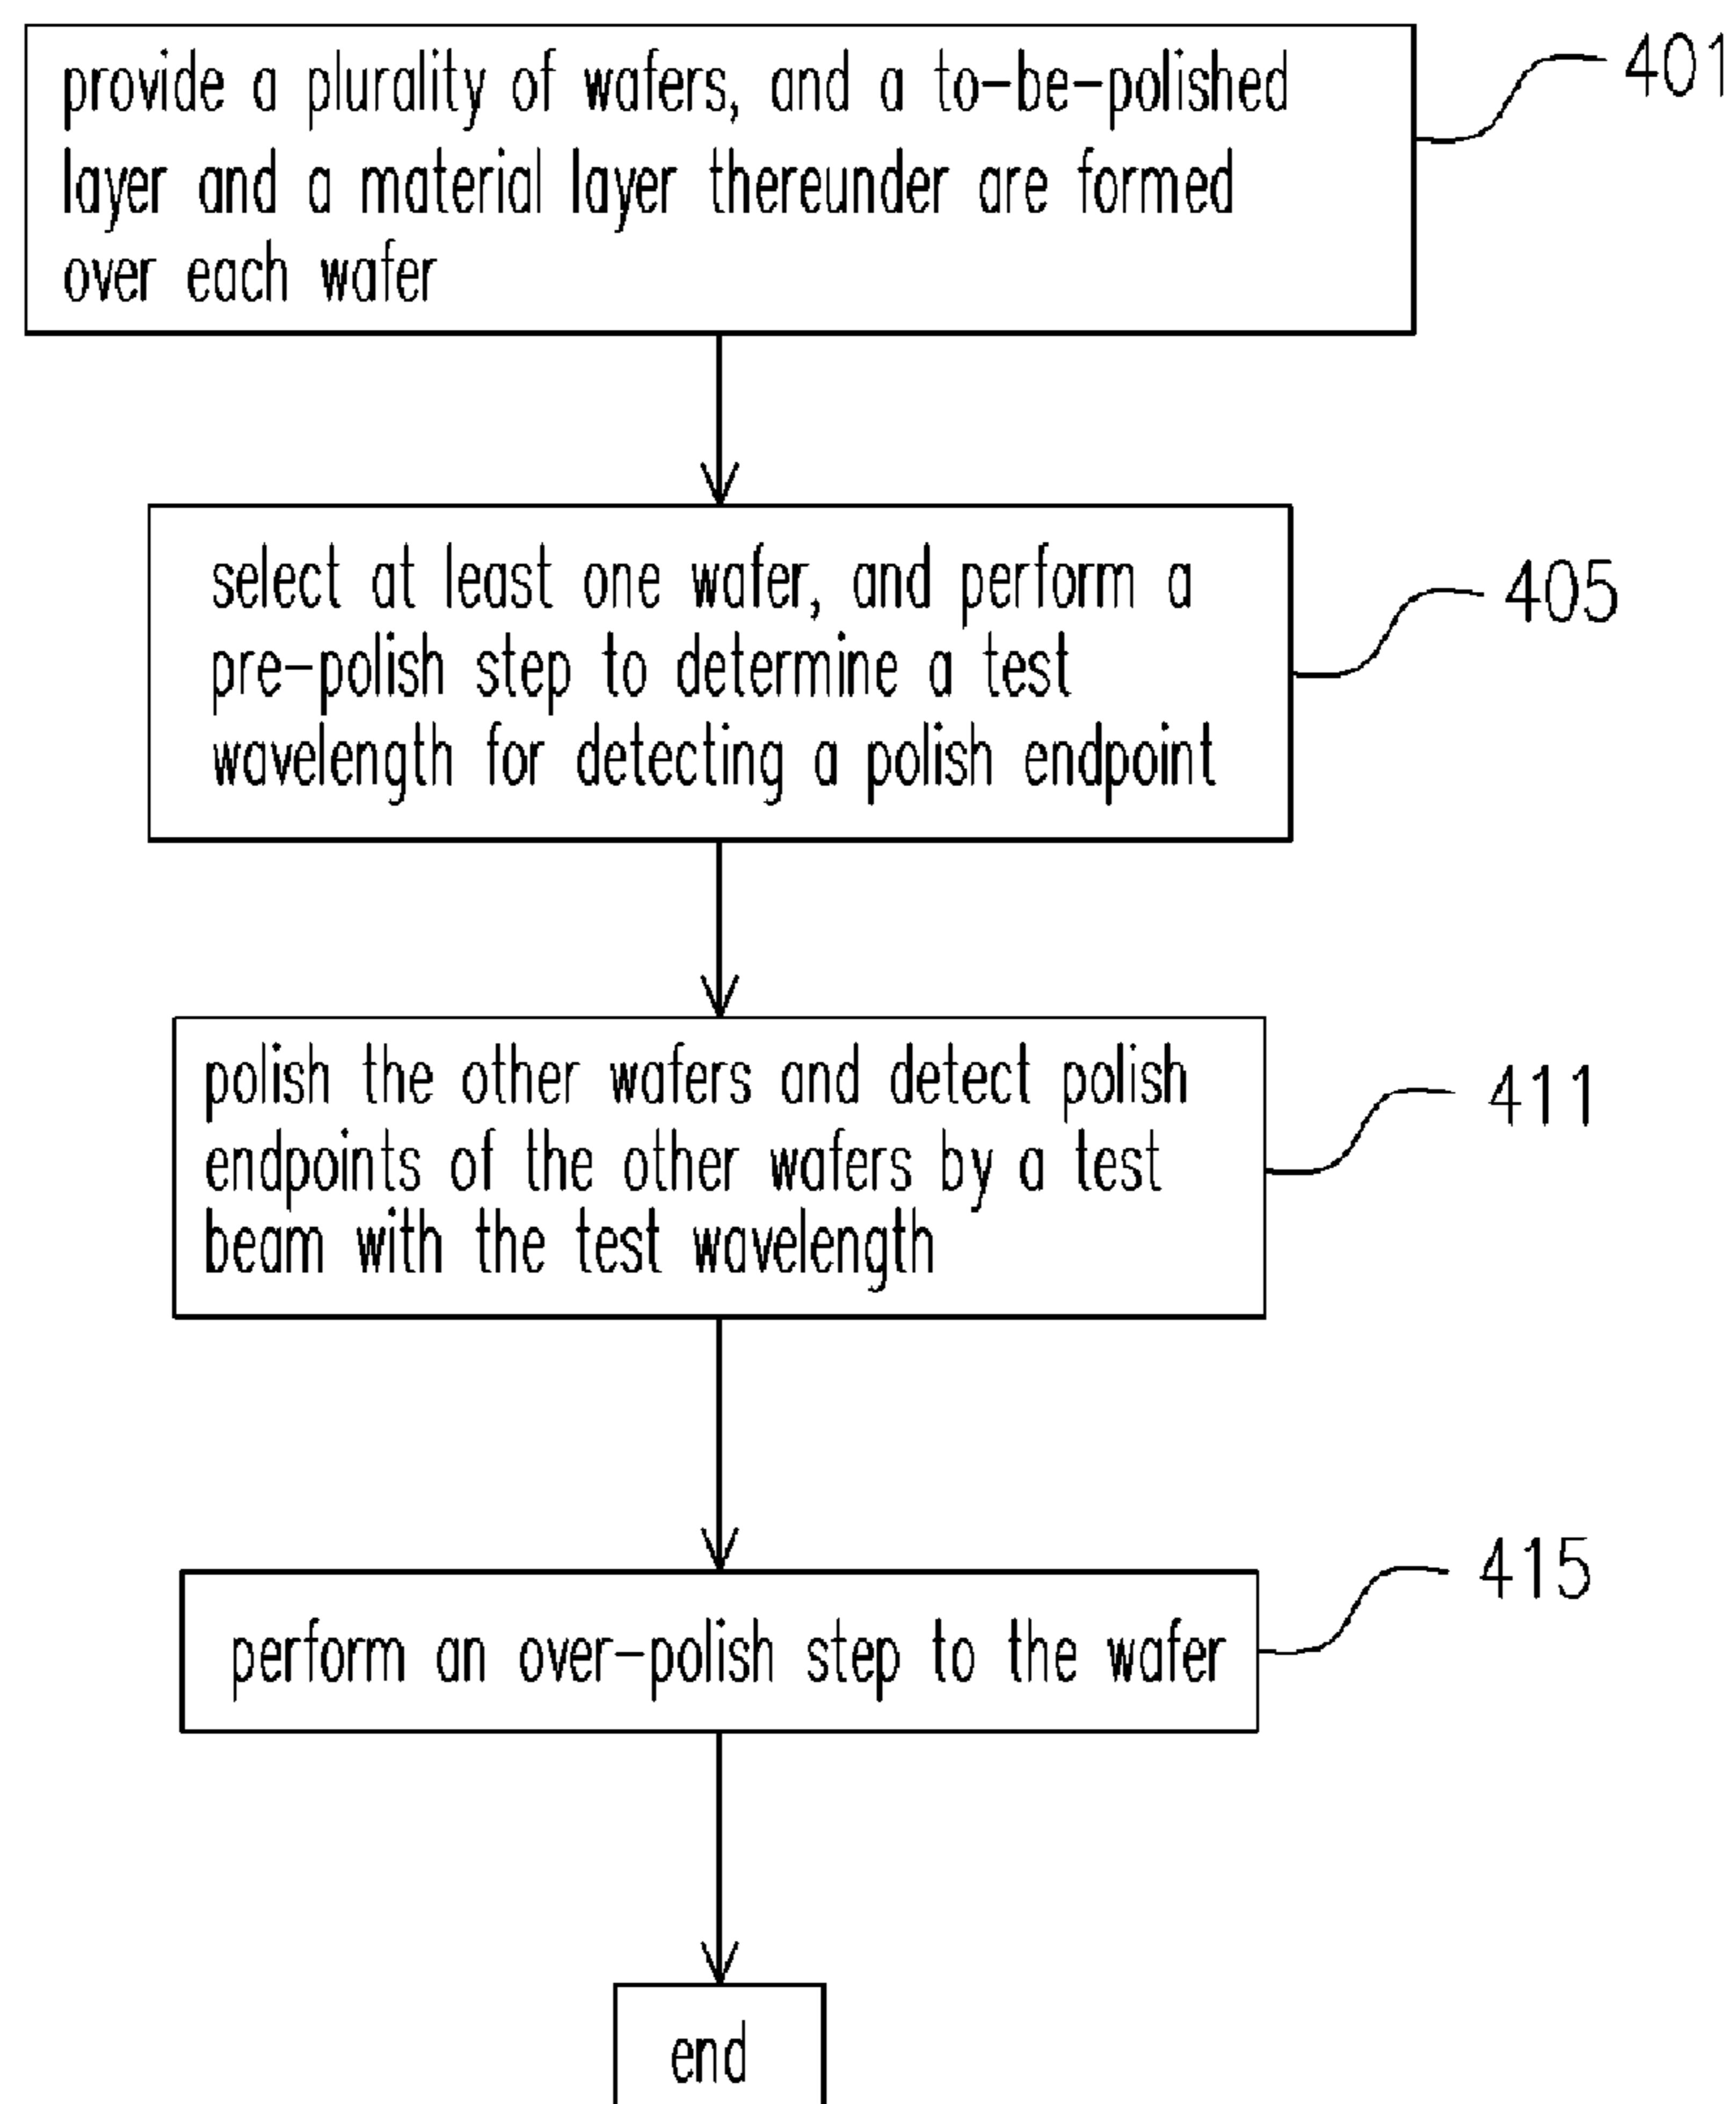 provide a plurality of wafers, and a to-be-polished
layer and a material layer thereunder are formed
over each wafer
401
select at least one wafer, and perform a
pre-polish step to determine a test
wavelength for detecting a polish endpoint
405
polish the other wafers and detect polish
endpoints of the other wafers by a test
beam with the test wavelength
411
perform an over-polish step to the wafer
415
end